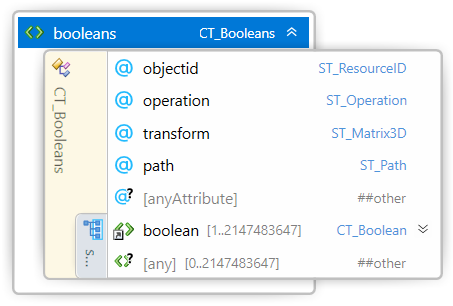 booleans CT_Booleans
CT_Booleans
objectid ST_ResourceID
operation ST_Operation
transform ST_Matrix3D
path ST_Path
[anyAttribute] ##other
S...
boolean [1..2147483647] CT_Boolean
[any] [0..2147483647] ##other